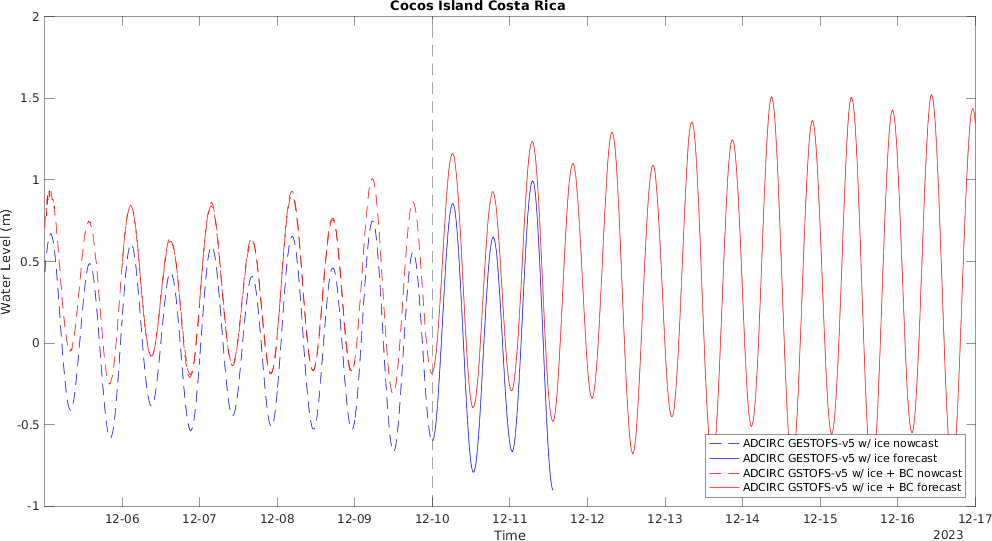 Cocos Island Costa Rica
2
1.5
1
0.5
0
-0.5
-1
Water Level (m)
12-06 12-07 12-08 12-09 12-10 12-11 12-12 12-13 12-14 12-15 12-16 12-17
Time
2023
ADCIRC GESTOFS-v5 w/ ice nowcast
ADCIRC GESTOFS-v5 w/ ice forecast
ADCIRC GSTOFS-v5 w/ ice + BC nowcast
ADCIRC GSTOFS-v5 w/ ice + BC forecast